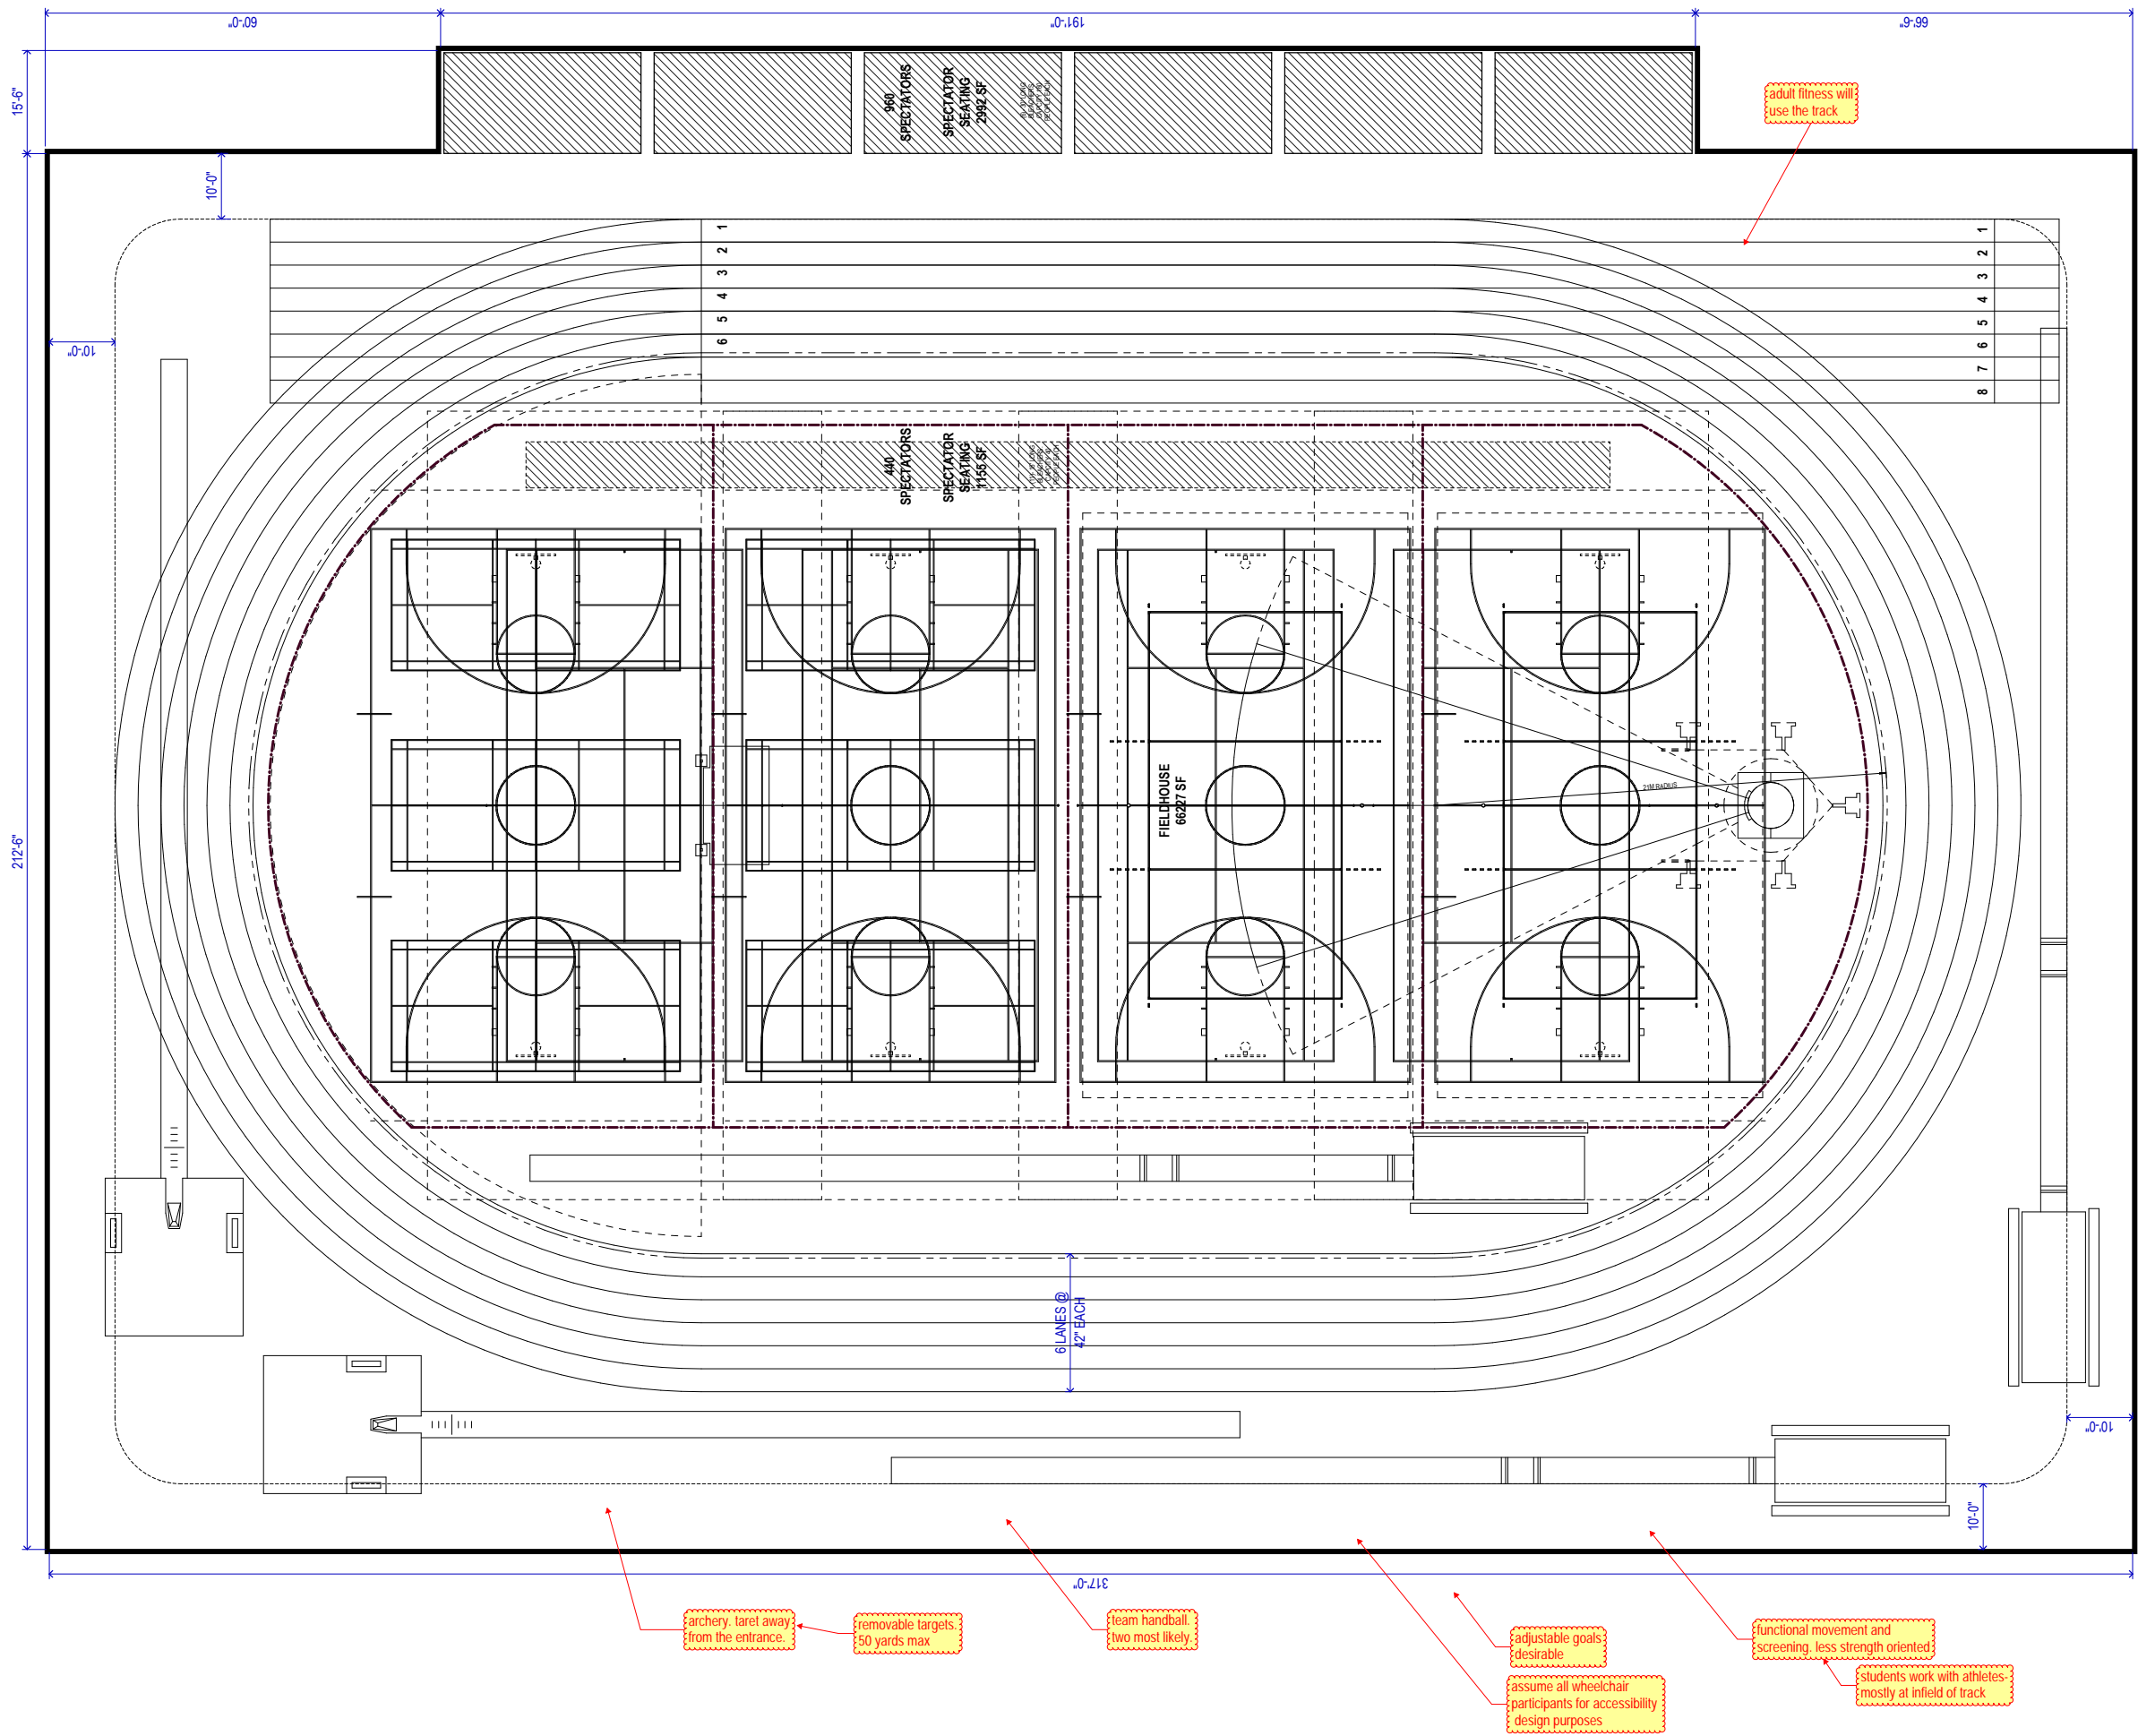 60'-0"
191'-0"
66'-6"
15'-6"
960
SPECTATORS
SPECTATOR
SEATING
2992 SF
adult fitness will
use the track
10'-0"
1
2
3
4
5
6
1
2
3
4
5
6
7
8
10'-0"
440
SPECTATORS
SPECTATOR
SEATING
1155 SF
212'-6"
FIELDHOUSE
66227 SF
21M RADIUS
6 LANES @
42" EACH
10'-0"
10'-0"
317'-0"
archery. taret away
from the entrance.
removable targets.
50 yards max
team handball.
two most likely.
adjustable goals
desirable
assume all wheelchair
participants for accessibility
design purposes
functional movement and
screening. less strength oriented
students work with athletes-
mostly at infield of track